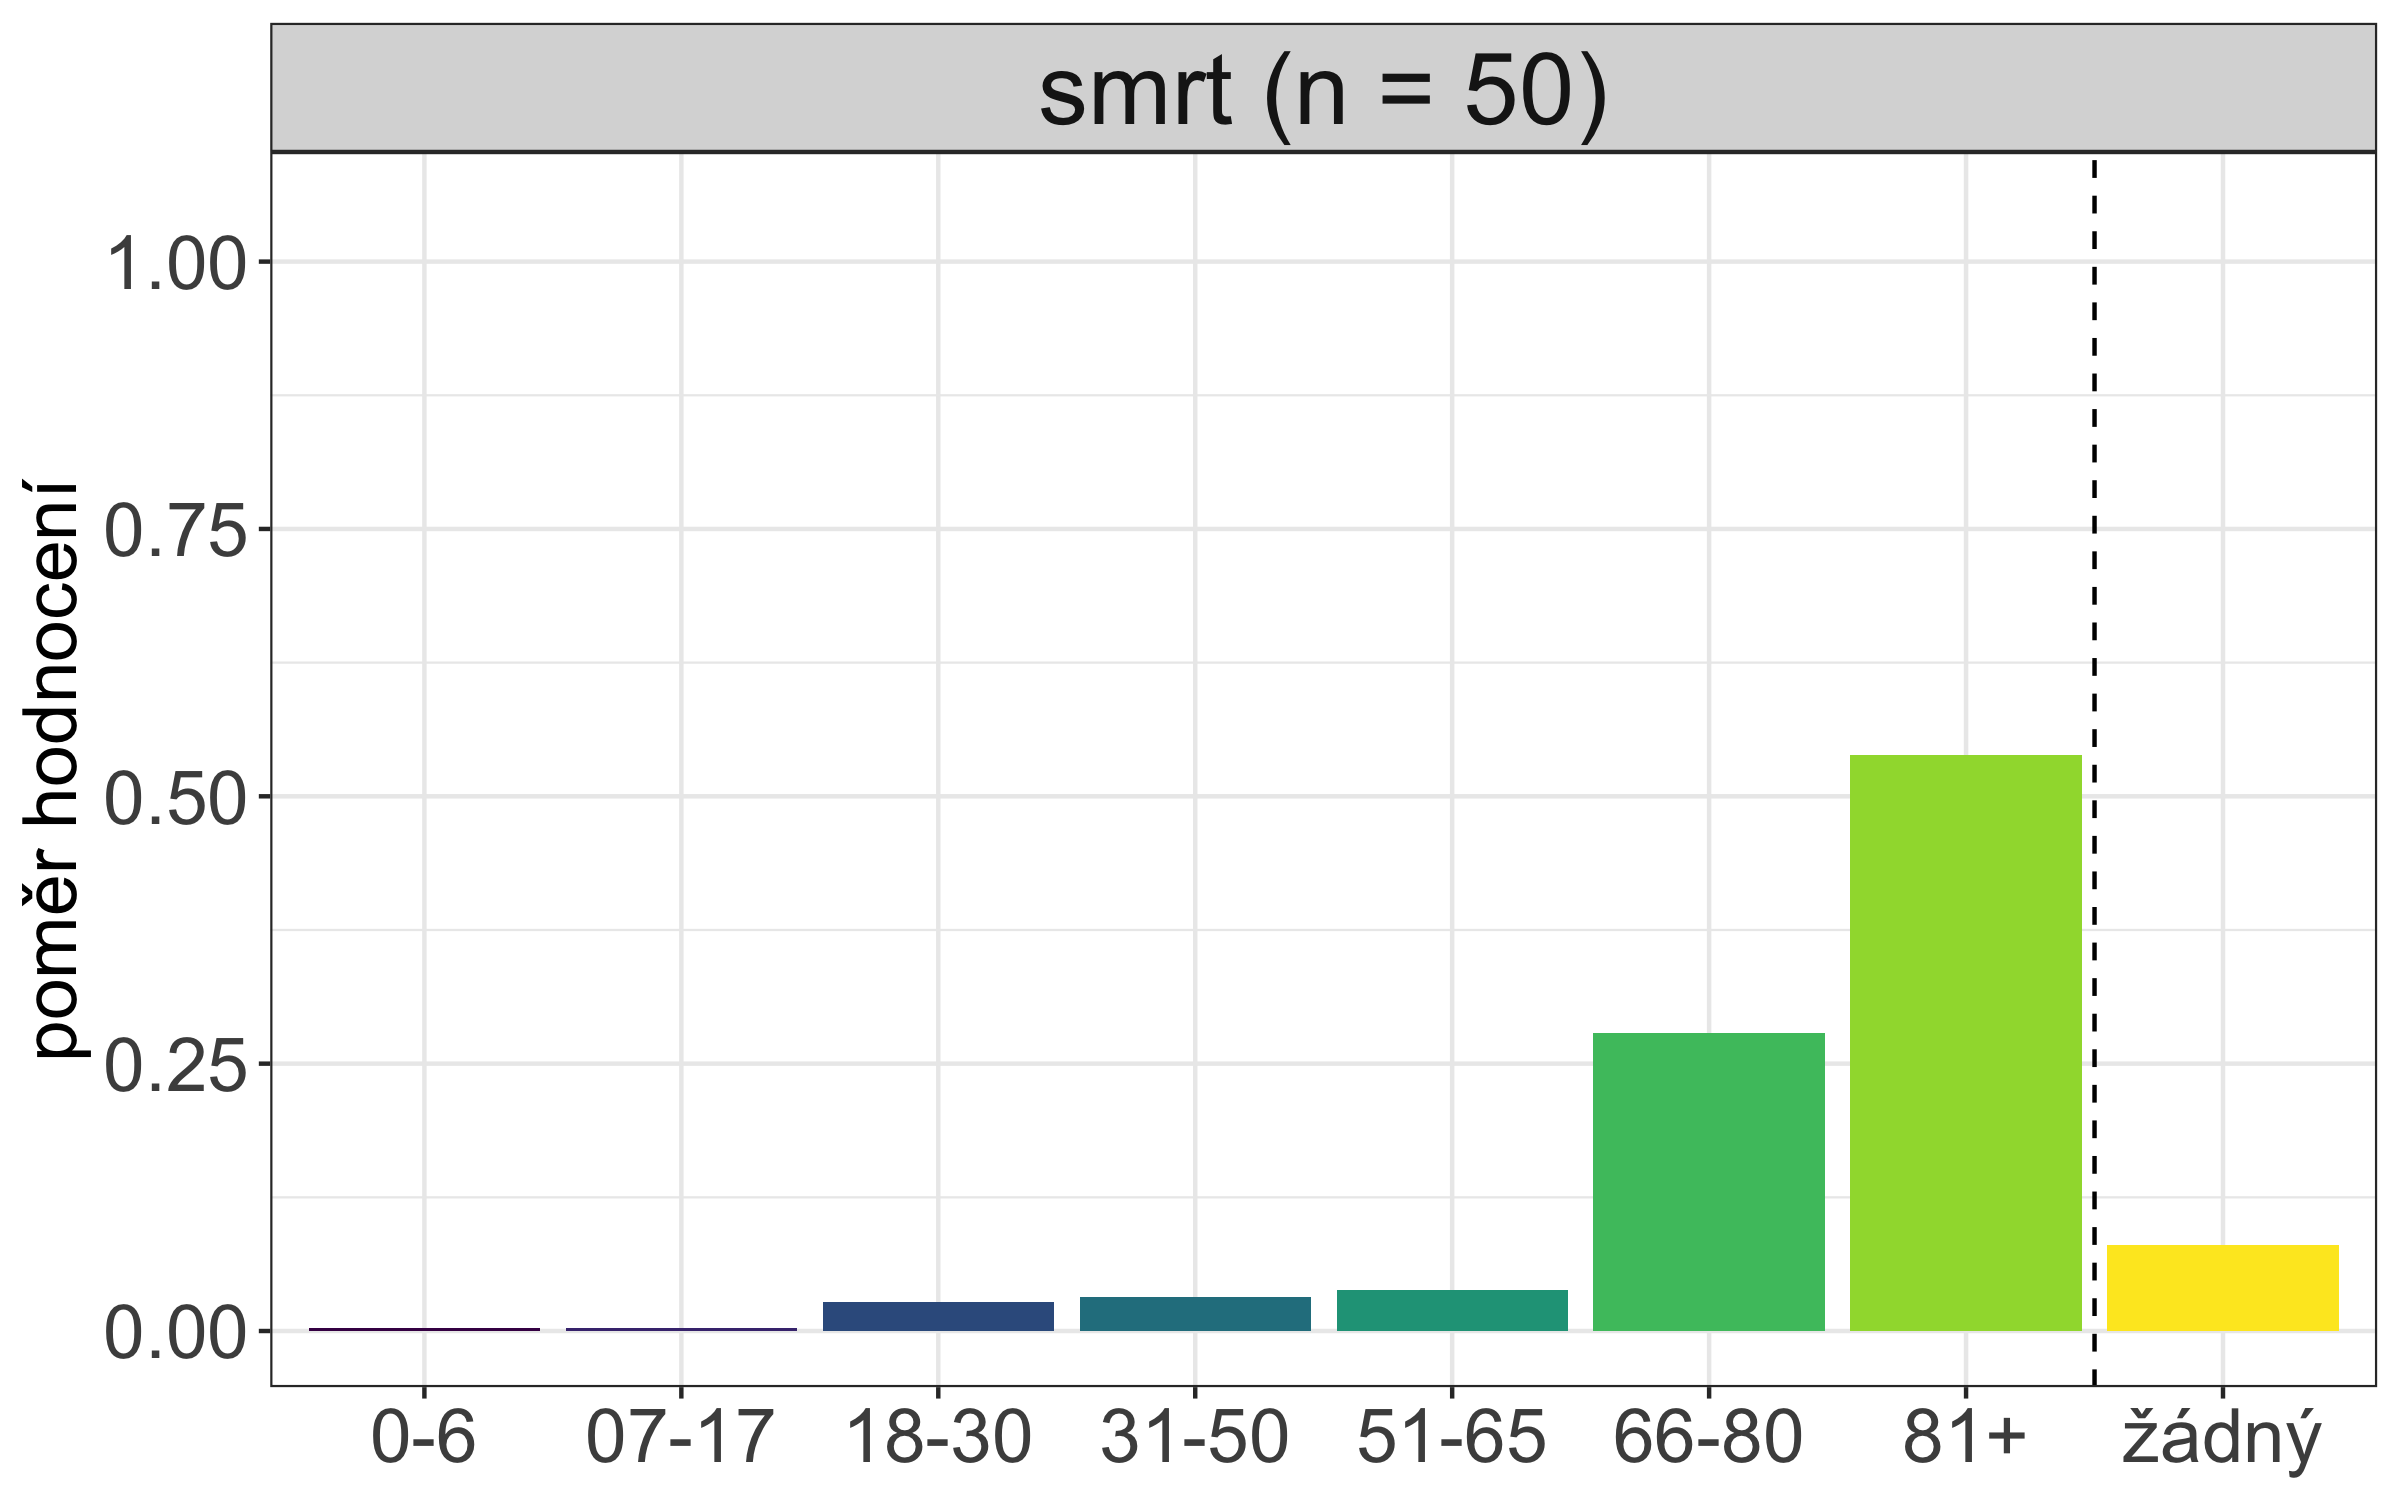 smrt (n = 50)
poměr hodnocení
1.00
0.75
0.50
0.25
0.00
0-6 07-17 18-30 31-50 51-65 66-80 81+ žádný